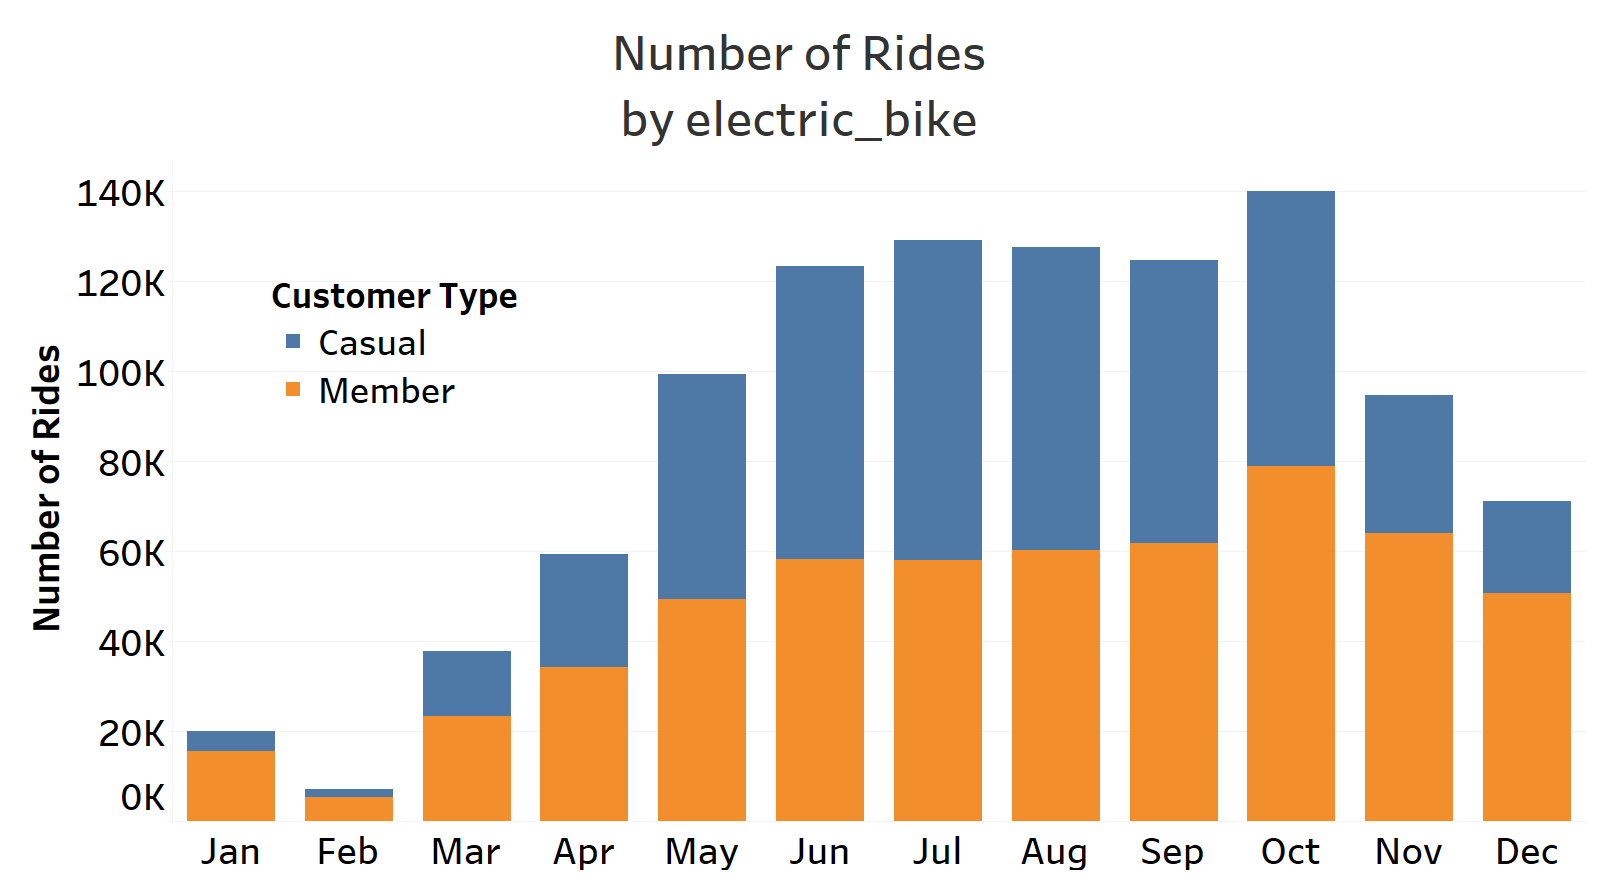 Number of Rides
by electric_bike
140K
120K
100K
80K
60K
40K
20K
0K
Number of Rides
Customer Type
Casual
Member
Jan Feb Mar Apr May Jun Jul Aug Sep Oct Nov Dec